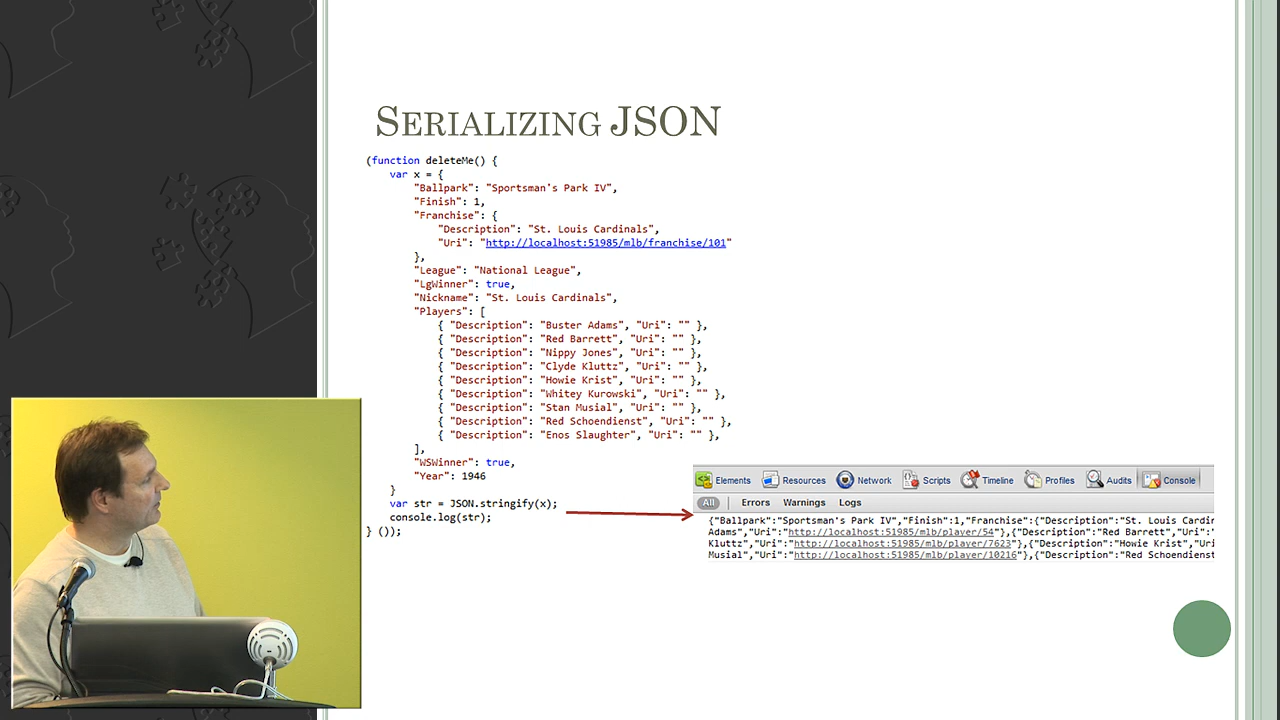 SERIALIZING JSON
(function deleteMe() {
var x = {
"Ballpark": "Sportsman's Park IV",
"Finish": 1,
"Franchise": {
"Description": "St. Louis Cardinals",
"Uri": "http://localhost:51985/mlb/franchise/101"
},
"League": "National League",
"LgWinner": true,
"Nickname": "St. Louis Cardinals",
"Players": [
{ "Description": "Buster Adams", "Uri": "" },
{ "Description": "Red Barrett", "Uri": "" },
{ "Description": "Nippy Jones", "Uri": "" },
{ "Description": "Clyde Kluttz", "Uri": "" },
{ "Description": "Howie Krist", "Uri": "" },
{ "Description": "Whitey Kurowski", "Uri": "" },
{ "Description": "Stan Musial", "Uri": "" },
{ "Description": "Red Schoendienst", "Uri": "" },
{ "Description": "Enos Slaughter", "Uri": "" },
],
"WSWinner": true,
"Year": 1946
}
var str = JSON.stringify(x);
console.log(str);
} ());
Elements Resources Network Scripts Timeline Profiles Audits Console
All Errors Warnings Logs
{"Ballpark":"Sportsman's Park IV","Finish":1,"Franchise":{"Description":"St. Louis Cardin
Adams","Uri":"http://localhost:51985/mlb/player/54"},{"Description":"Red Barrett","Uri":"
Kluttz","Uri":"http://localhost:51985/mlb/player/7623"},{"Description":"Howie Krist","Uri
Musial","Uri":"http://localhost:51985/mlb/player/10216"},{"Description":"Red Schoendienst